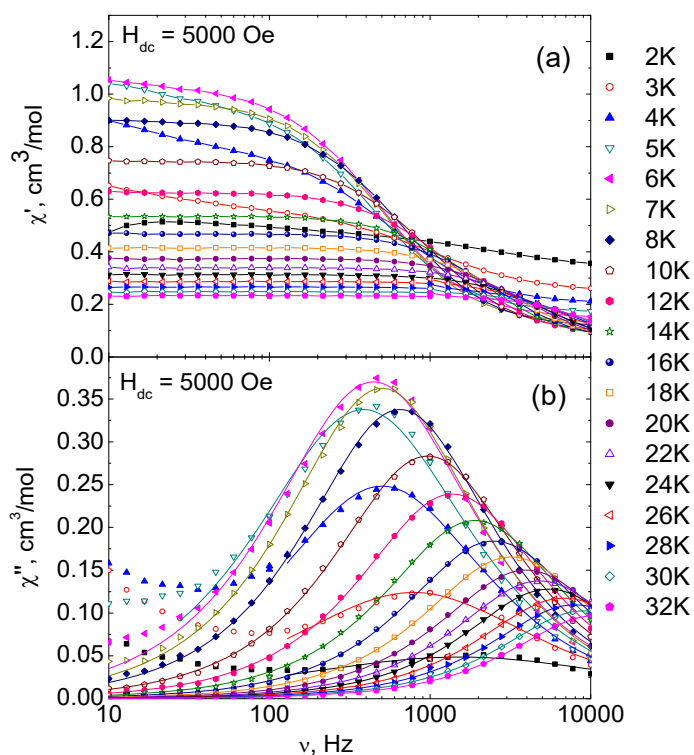 H_dc = 5000 Oe
(a)
1.2
1.0
0.8
0.6
0.4
0.2
0.0
χ', cm³/mol
H_dc = 5000 Oe
(b)
0.35
0.30
0.25
0.20
0.15
0.10
0.05
0.00
χ'', cm³/mol
10
100
1000
10000
ν, Hz
2K
3K
4K
5K
6K
7K
8K
10K
12K
14K
16K
18K
20K
22K
24K
26K
28K
30K
32K